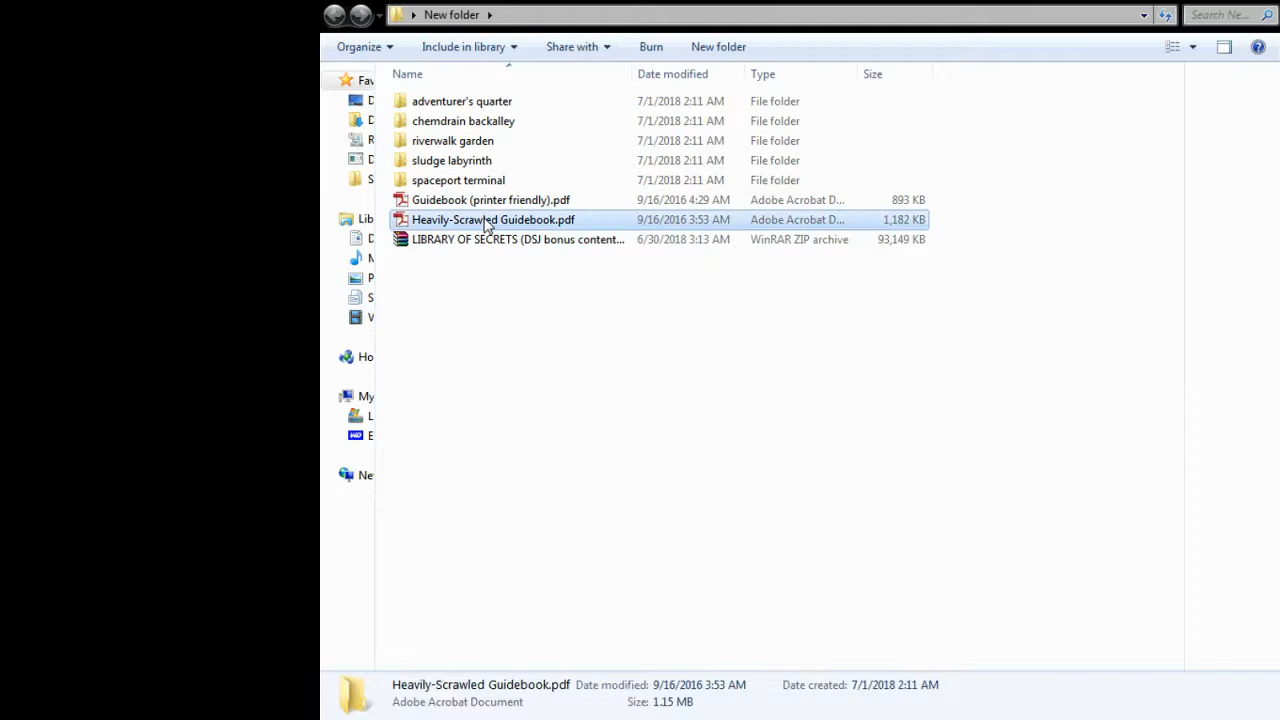 New folder
Search Ne...
Organize Include in library Share with Burn New folder
Name Date modified Type Size
adventurer's quarter 7/1/2018 2:11 AM File folder
chemdrain backalley 7/1/2018 2:11 AM File folder
riverwalk garden 7/1/2018 2:11 AM File folder
sludge labyrinth 7/1/2018 2:11 AM File folder
spaceport terminal 7/1/2018 2:11 AM File folder
Guidebook (printer friendly).pdf 9/16/2016 4:29 AM Adobe Acrobat D... 893 KB
Heavily-Scrawled Guidebook.pdf 9/16/2016 3:53 AM Adobe Acrobat D... 1,182 KB
LIBRARY OF SECRETS (DSJ bonus content... 6/30/2018 3:13 AM WinRAR ZIP archive 93,149 KB
Fav
D
D
R
D
S
Lib
D
M
P
S
V
Ho
My
L
WD E
Ne
Heavily-Scrawled Guidebook.pdf Date modified: 9/16/2016 3:53 AM Date created: 7/1/2018 2:11 AM
Adobe Acrobat Document Size: 1.15 MB